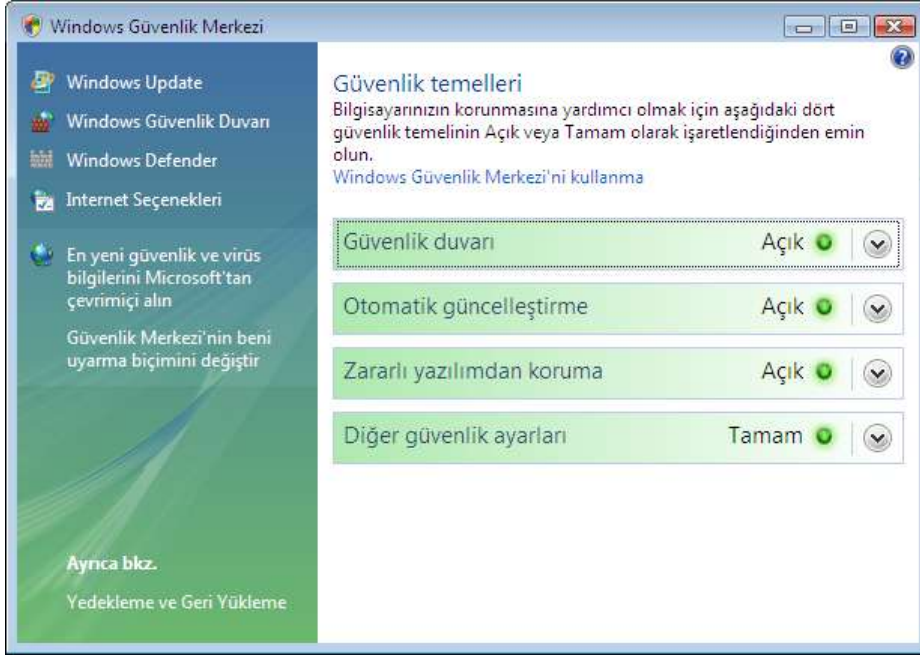 Windows Güvenlik Merkezi
Windows Update
Windows Güvenlik Duvarı
Windows Defender
Internet Seçenekleri
En yeni güvenlik ve virüs
bilgilerini Microsoft'tan
çevrimiçi alın
Güvenlik Merkezi'nin beni
uyarma biçimini değiştir
Ayrıca bkz.
Yedekleme ve Geri Yükleme
Güvenlik temelleri
Bilgisayarınızın korunmasına yardımcı olmak için aşağıdaki dört
güvenlik temelinin Açık veya Tamam olarak işaretlendiğinden emin
olun.
Windows Güvenlik Merkezi'ni kullanma
Güvenlik duvarı Açık
Otomatik güncelleştirme Açık
Zararlı yazılımdan koruma Açık
Diğer güvenlik ayarları Tamam